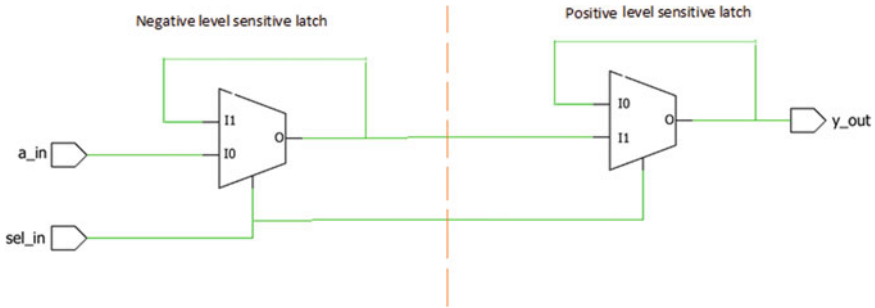 Negative level sensitive latch
Positive level sensitive latch
I1
I0
O
I0
I1
O
a_in
sel_in
y_out